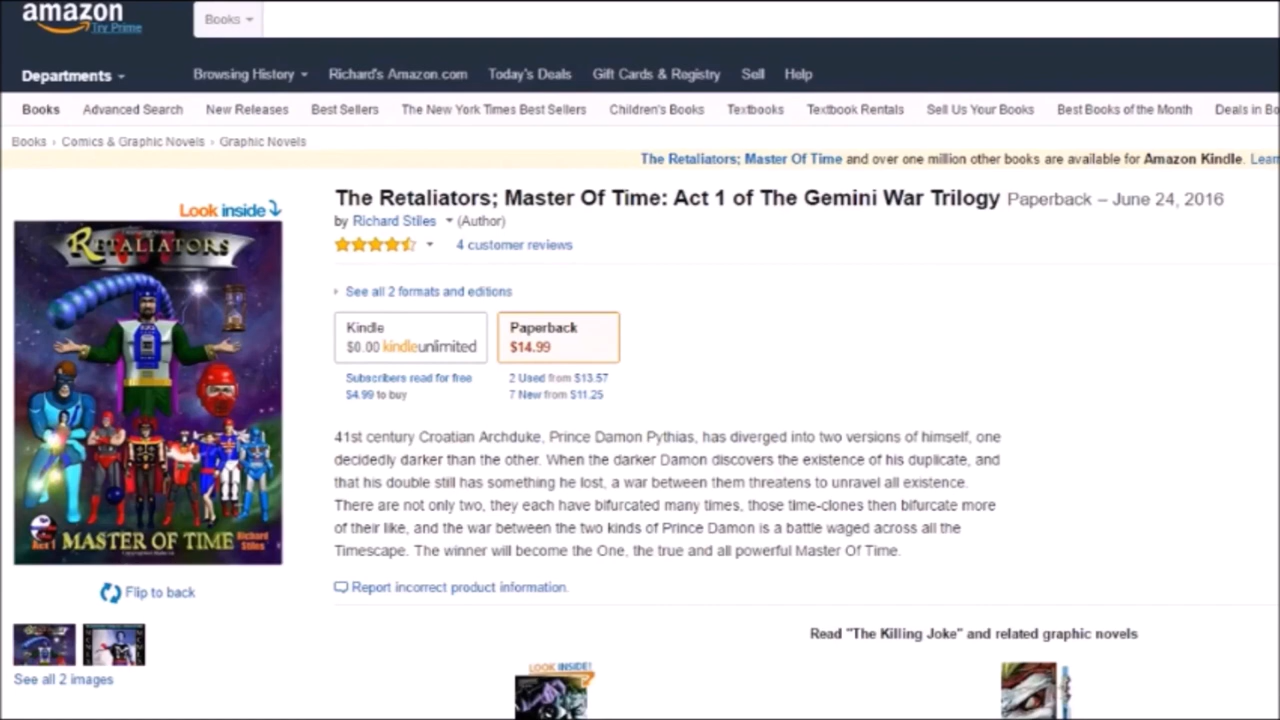 amazon
Try Prime
Books
Departments
Browsing History
Richard's Amazon.com
Today's Deals
Gift Cards & Registry
Sell
Help
Books
Advanced Search
New Releases
Best Sellers
The New York Times Best Sellers
Children's Books
Textbooks
Textbook Rentals
Sell Us Your Books
Best Books of the Month
Deals in
Books › Comics & Graphic Novels › Graphic Novels
The Retaliators; Master Of Time and over one million other books are available for Amazon Kindle.
Look inside
The Retaliators; Master Of Time: Act 1 of The Gemini War Trilogy Paperback – June 24, 2016
by Richard Stiles (Author)
4 customer reviews
See all 2 formats and editions
Kindle
$0.00 kindleunlimited
Paperback
$14.99
Subscribers read for free
$4.99 to buy
2 Used from $13.57
7 New from $11.25
41st century Croatian Archduke, Prince Damon Pythias, has diverged into two versions of himself, one
decidedly darker than the other. When the darker Damon discovers the existence of his duplicate, and
that his double still has something he lost, a war between them threatens to unravel all existence.
There are not only two, they each have bifurcated many times, those time-clones then bifurcate more
of their like, and the war between the two kinds of Prince Damon is a battle waged across all the
Timescape. The winner will become the One, the true and all powerful Master Of Time.
Report incorrect product information.
RETALIATORS
Act 1
MASTER OF TIME
Richard
Stiles
Flip to back
See all 2 images
Read "The Killing Joke" and related graphic novels
LOOK INSIDE!